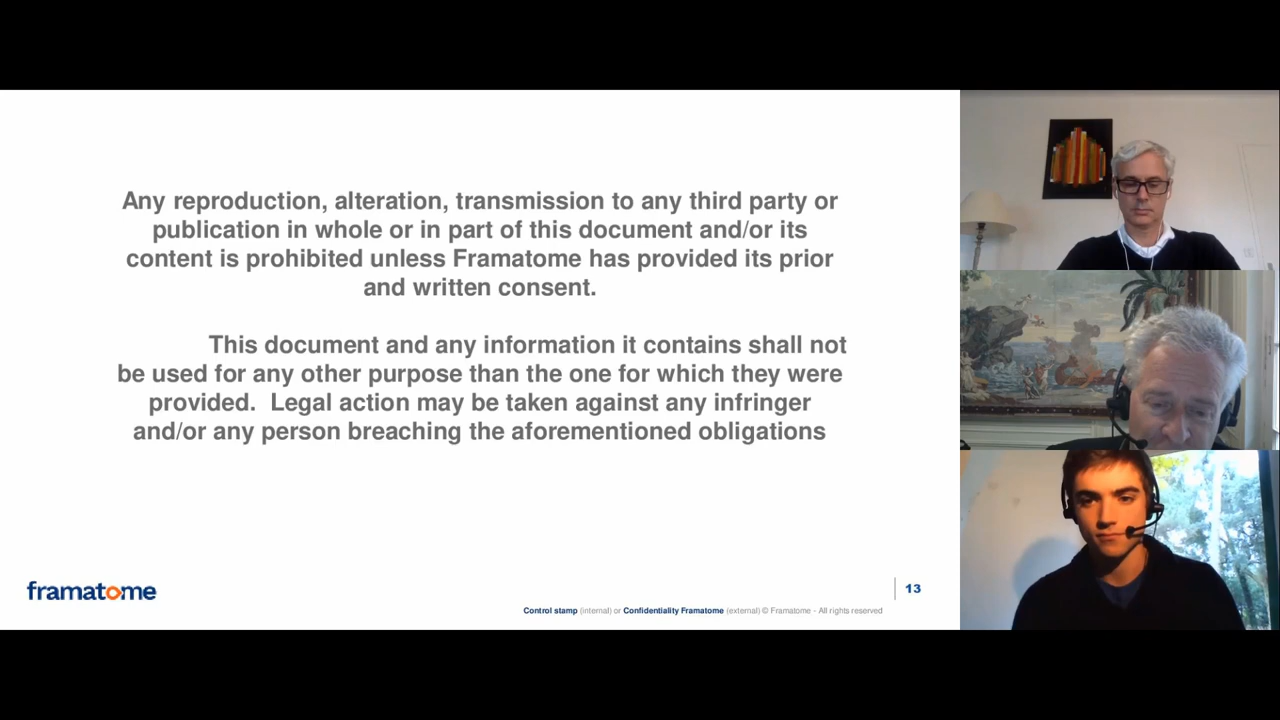 Any reproduction, alteration, transmission to any third party or
publication in whole or in part of this document and/or its
content is prohibited unless Framatome has provided its prior
and written consent.
This document and any information it contains shall not
be used for any other purpose than the one for which they were
provided.  Legal action may be taken against any infringer
and/or any person breaching the aforementioned obligations
framatome
13
Control stamp (internal) or Confidentiality Framatome (external) © Framatome - All rights reserved